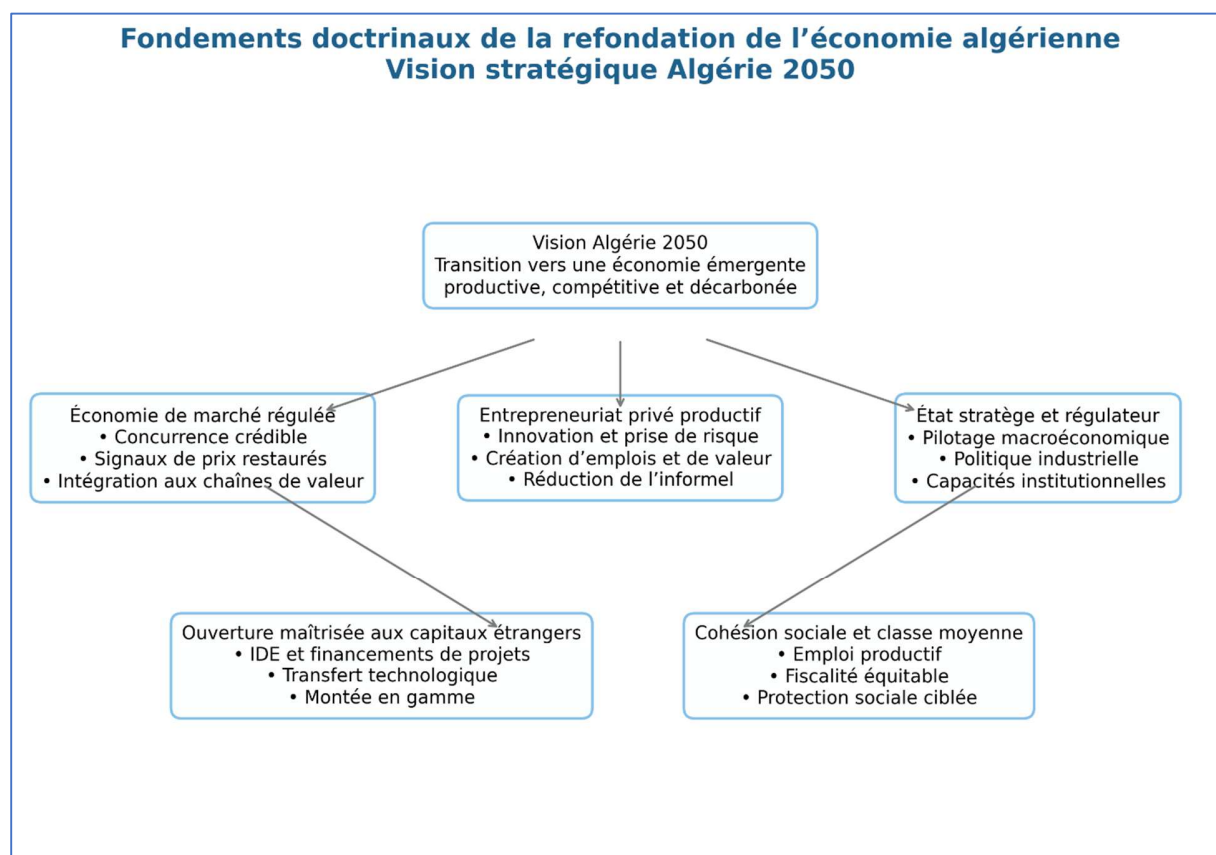 Fondements doctrinaux de la refondation de l’économie algérienne
Vision stratégique Algérie 2050
Vision Algérie 2050
Transition vers une économie émergente
productive, compétitive et décarbonée
Économie de marché régulée
• Concurrence crédible
• Signaux de prix restaurés
• Intégration aux chaînes de valeur
Entrepreneuriat privé productif
• Innovation et prise de risque
• Création d’emplois et de valeur
• Réduction de l’informel
État stratège et régulateur
• Pilotage macroéconomique
• Politique industrielle
• Capacités institutionnelles
Ouverture maîtrisée aux capitaux étrangers
• IDE et financements de projets
• Transfert technologique
• Montée en gamme
Cohésion sociale et classe moyenne
• Emploi productif
• Fiscalité équitable
• Protection sociale ciblée